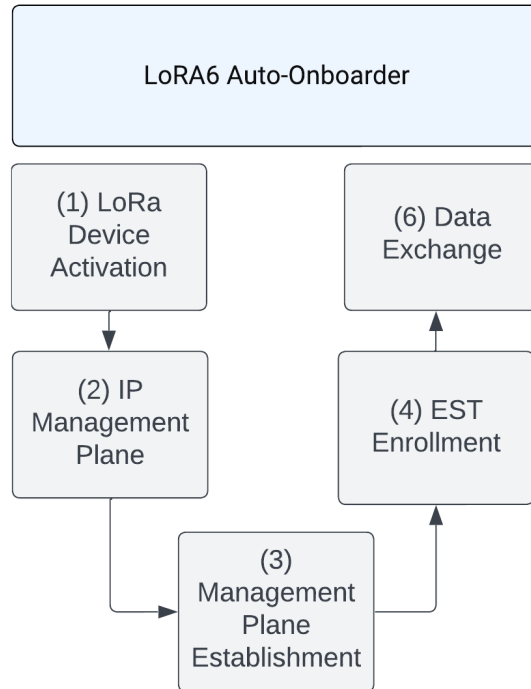 LoRA6 Auto-Onboarder
(1) LoRa
Device
Activation
(2) IP
Management
Plane
(3)
Management
Plane
Establishment
(4) EST
Enrollment
(6) Data
Exchange